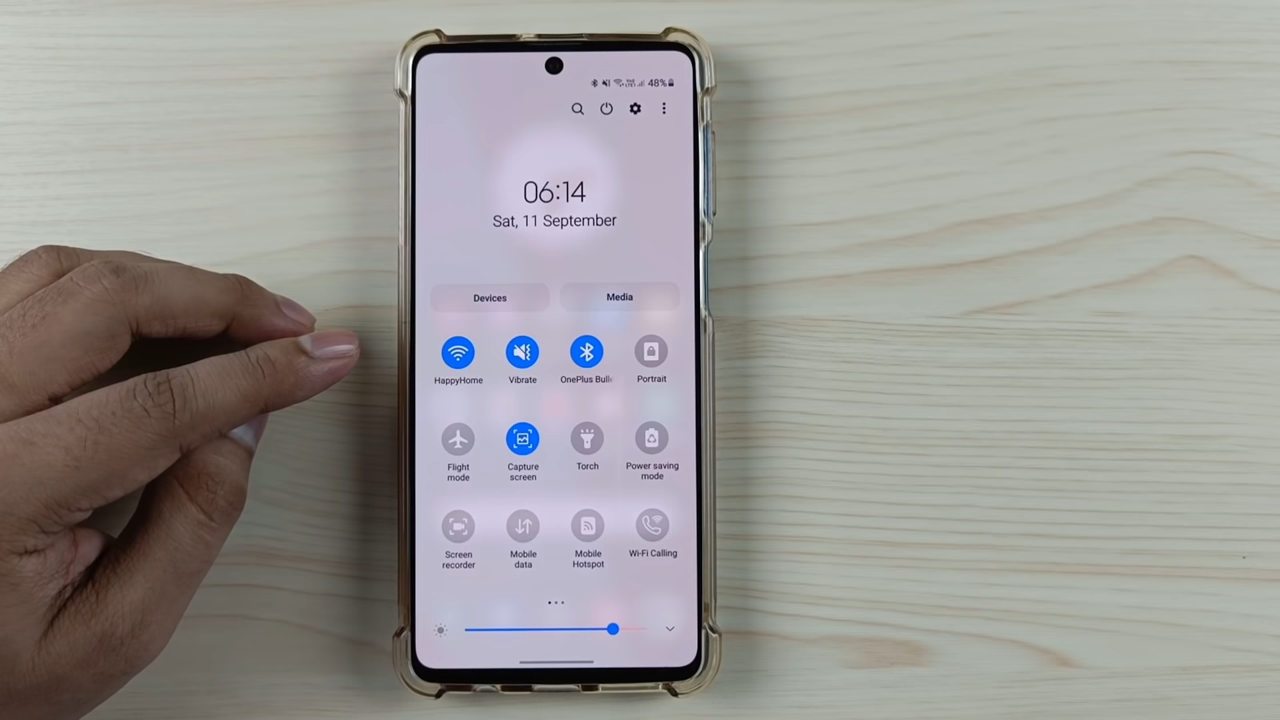 48%
06:14
Sat, 11 September
Devices
Media
HappyHome
Vibrate
OnePlus Bull
Portrait
Flight
mode
Capture
screen
Torch
Power saving
mode
Screen
recorder
Mobile
data
Mobile
Hotspot
Wi-Fi Calling